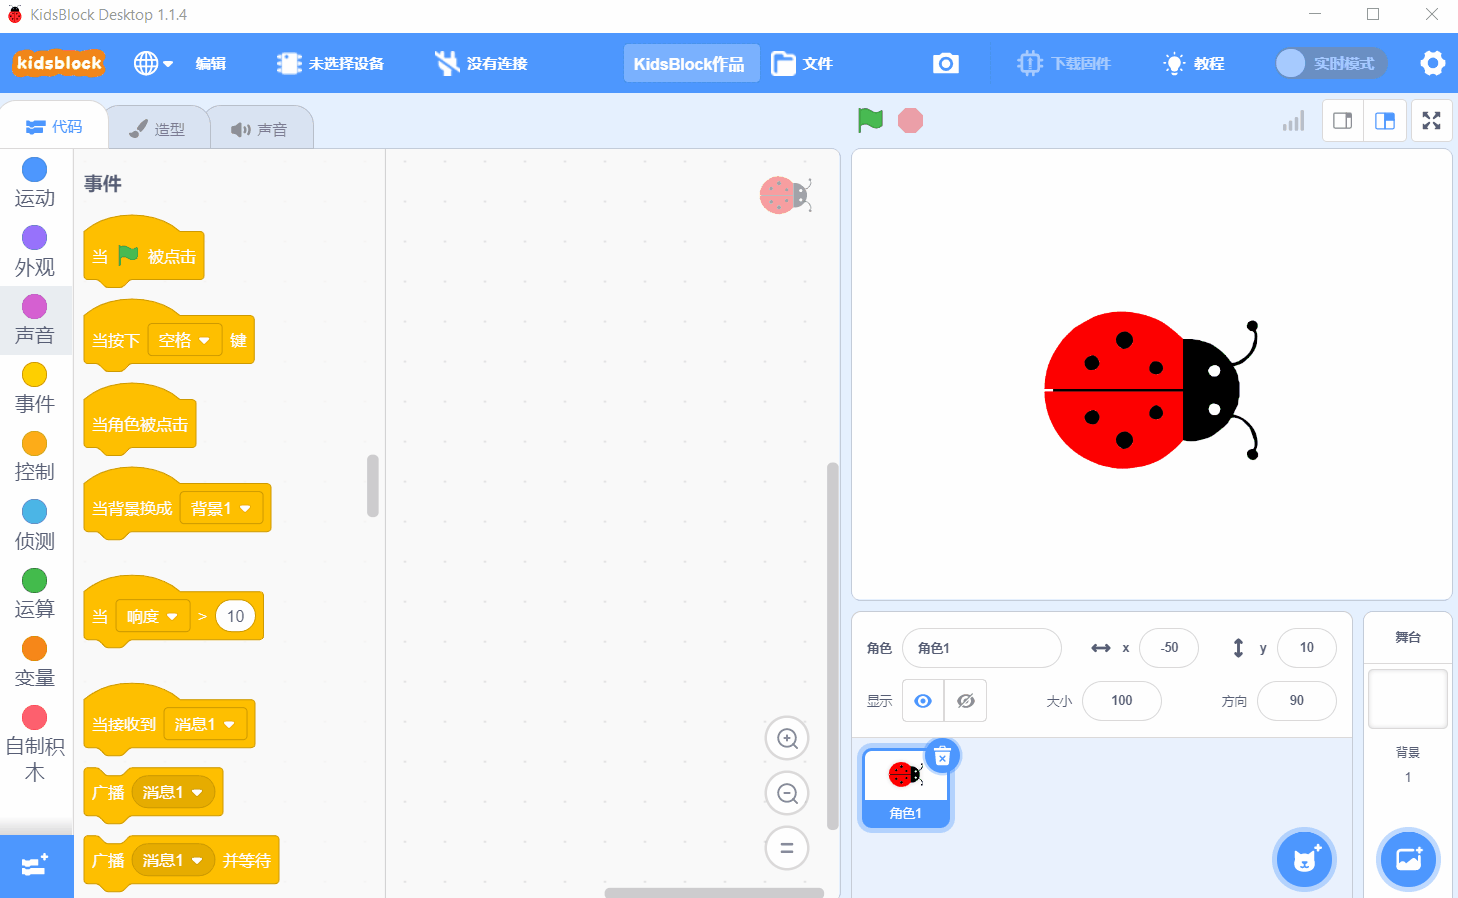 KidsBlock Desktop 1.1.4
kidsblock
编辑
未选择设备
没有连接
KidsBlock作品
文件
下载固件
教程
实时模式
代码
造型
声音
运动
外观
声音
事件
控制
侦测
运算
变量
自制积
木
事件
当 被点击
当按下 空格 键
当角色被点击
当背景换成 背景1
当 响度 > 10
当接收到 消息1
广播 消息1
广播 消息1 并等待
角色 角色1 x -50 y 10
显示 大小 100 方向 90
角色1
舞台
背景
1